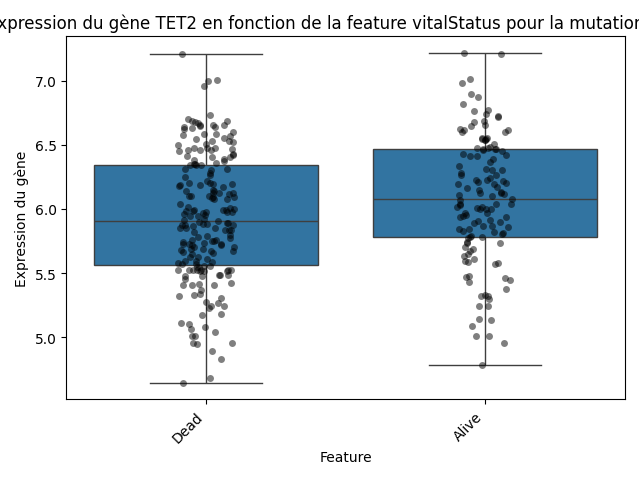 xpression du gène TET2 en fonction de la feature vitalStatus pour la mutation
7.0
6.5
6.0
5.5
5.0
Expression du gène
Dead
Alive
Feature